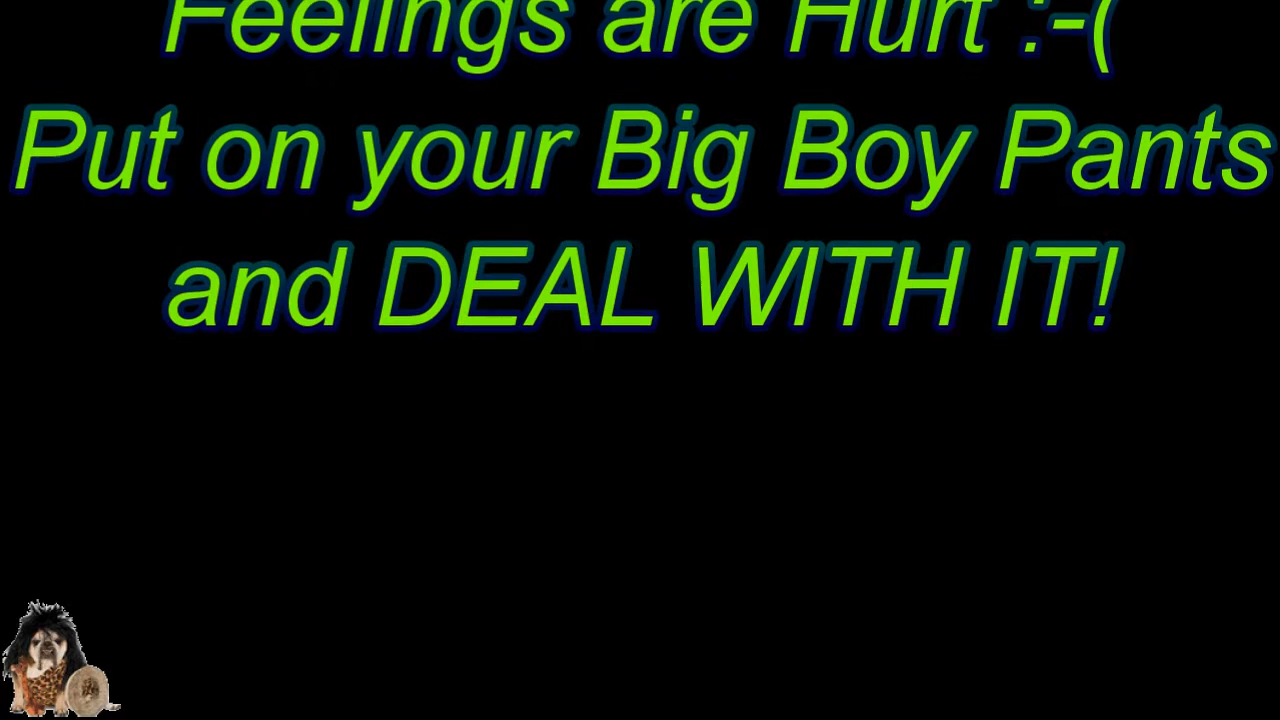 Feelings are Hurt :-(
Put on your Big Boy Pants
and DEAL WITH IT!